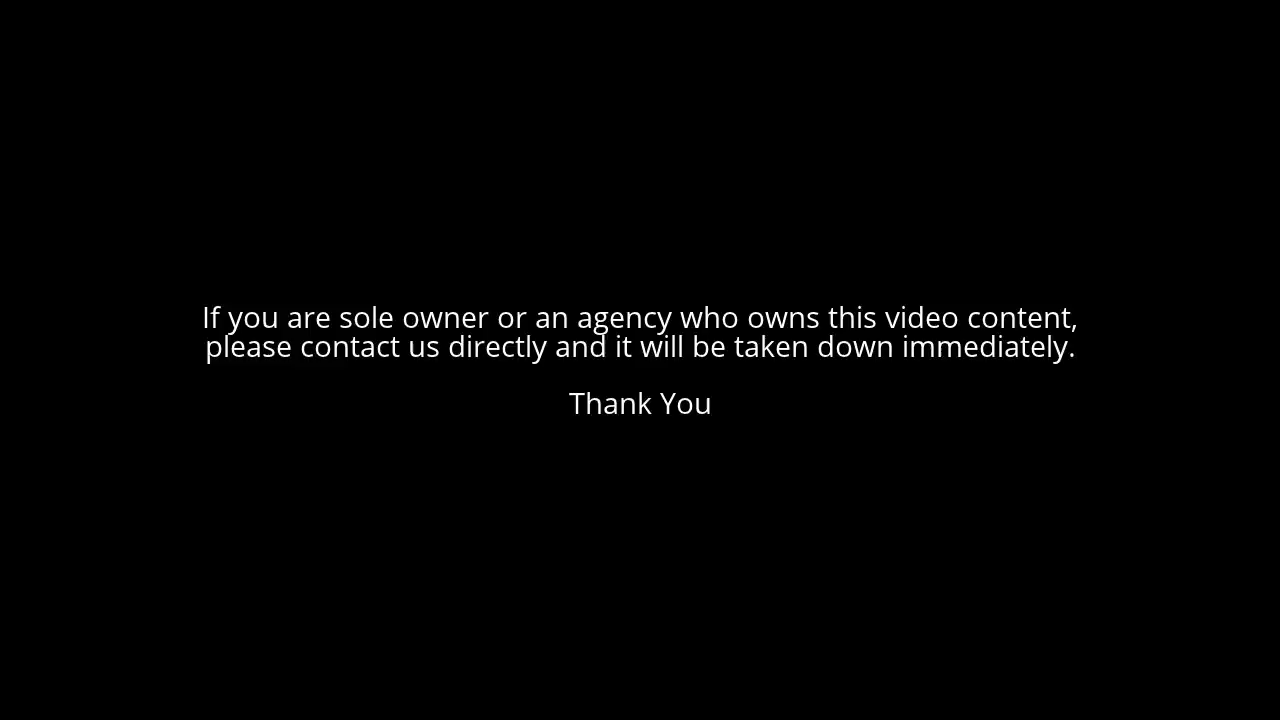 If you are sole owner or an agency who owns this video content,
please contact us directly and it will be taken down immediately.
Thank You